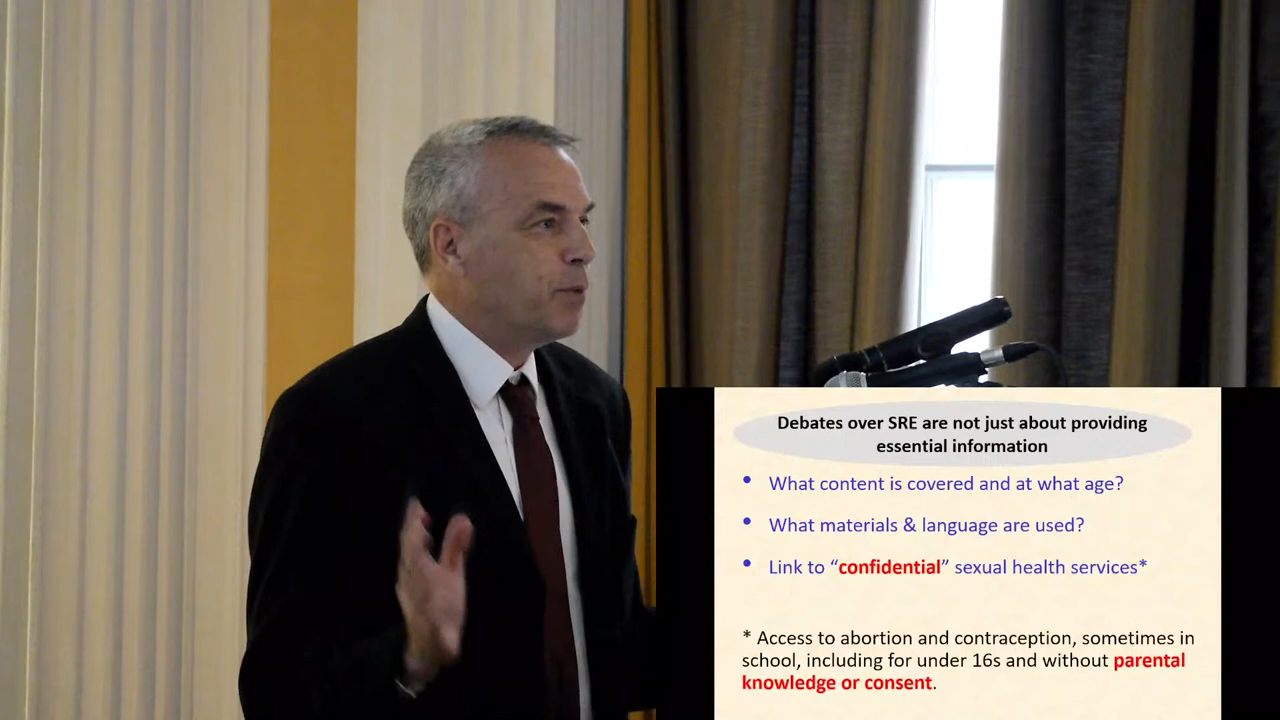 Debates over SRE are not just about providing
essential information
• What content is covered and at what age?
• What materials & language are used?
• Link to “confidential” sexual health services*
* Access to abortion and contraception, sometimes in
school, including for under 16s and without parental
knowledge or consent.